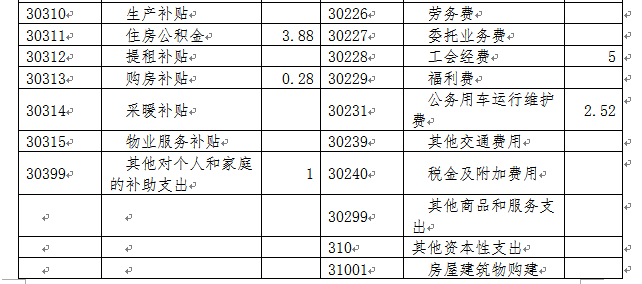 30310 生产补贴 30226 劳务费
30311 住房公积金 3.88 30227 委托业务费
30312 提租补贴 30228 工会经费 5
30313 购房补贴 0.28 30229 福利费
30314 采暖补贴 30231 公务用车运行维护
费 2.52
30315 物业服务补贴 30239 其他交通费用
30399 其他对个人和家庭
的补助支出 1 30240 税金及附加费用
30299 其他商品和服务支
出
310 其他资本性支出
31001 房屋建筑物购建